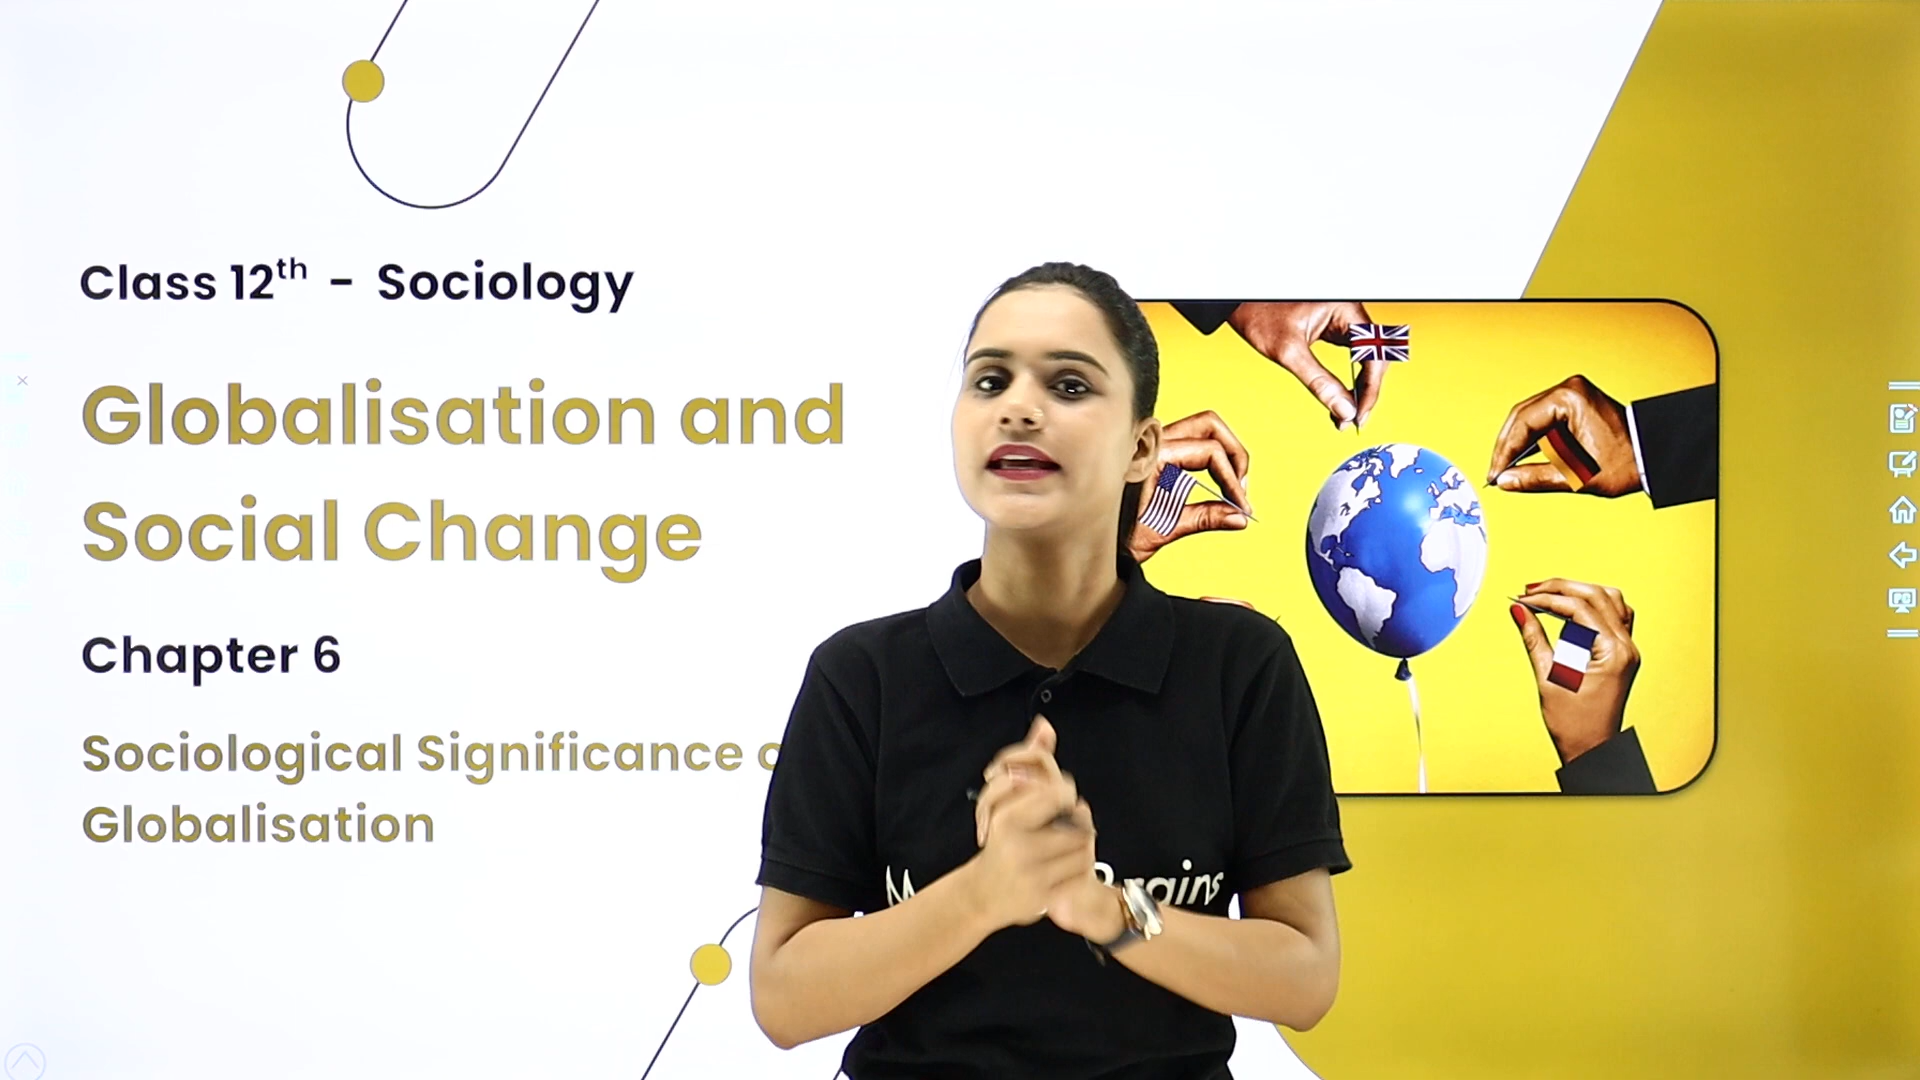 Class 12th - Sociology
Globalisation and
Social Change
Chapter 6
Sociological Significance
Globalisation